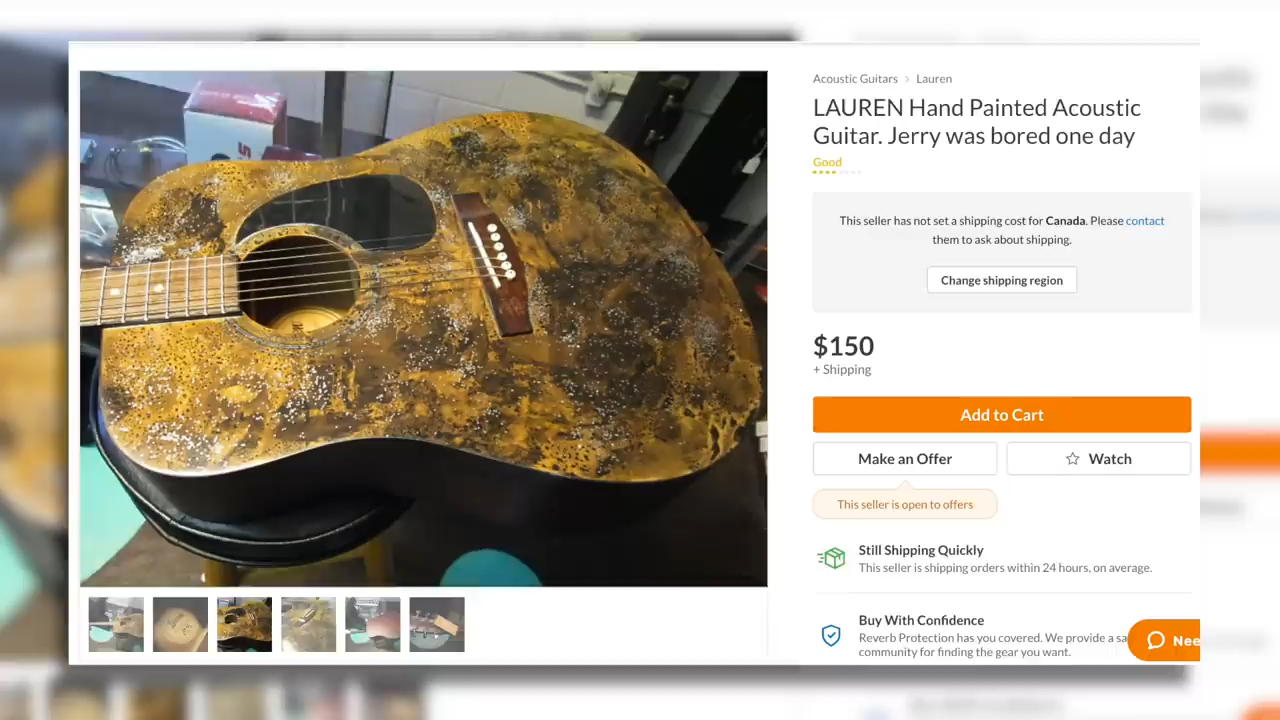 Acoustic Guitars > Lauren
LAUREN Hand Painted Acoustic
Guitar. Jerry was bored one day
Good
This seller has not set a shipping cost for Canada. Please contact
them to ask about shipping.
Change shipping region
$150
+ Shipping
Add to Cart
Make an Offer
Watch
This seller is open to offers
Still Shipping Quickly
This seller is shipping orders within 24 hours, on average.
Buy With Confidence
Reverb Protection has you covered. We provide a sa
community for finding the gear you want.
Nee